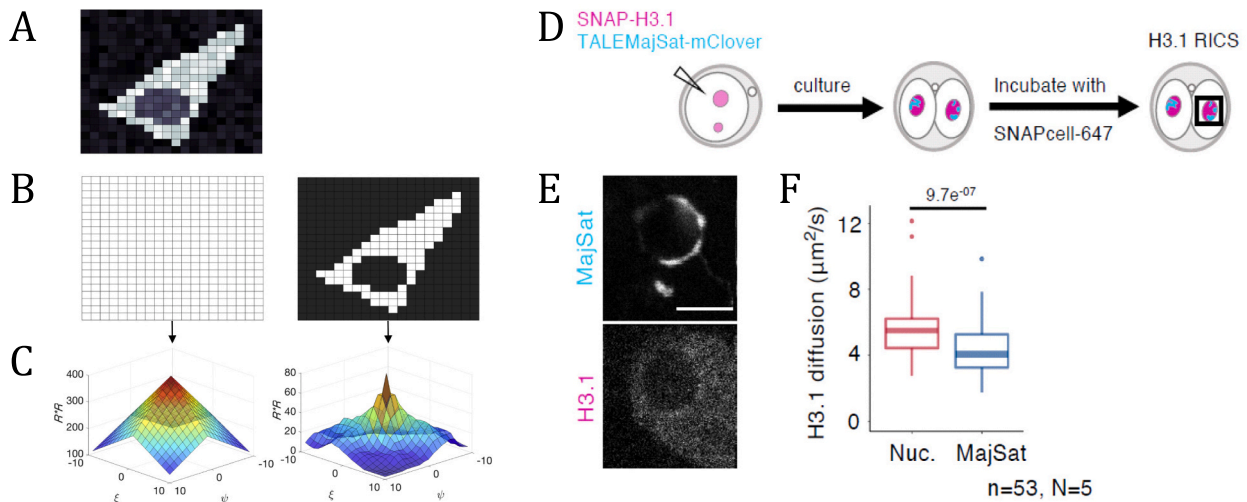 A
B
C
400
300
200
100
R*R
-10
0
10
ξ
10
0
-10
ψ
80
60
40
20
0
R*R
-10
0
10
ξ
10
0
-10
ψ
D
SNAP-H3.1
TALEMajSat-mClover
culture
Incubate with
SNAPcell-647
H3.1 RICS
E
MajSat
H3.1
F
9.7e-07
H3.1 diffusion (μm²/s)
12
8
4
0
Nuc. MajSat
n=53, N=5